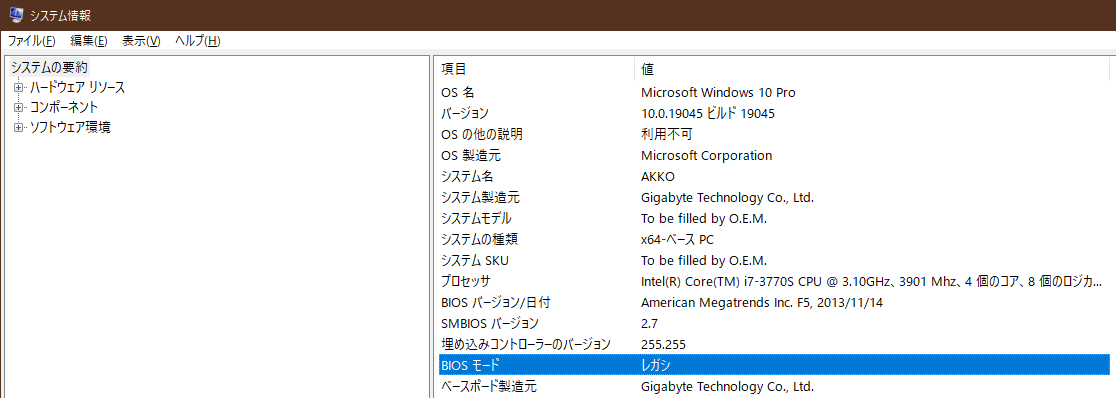 システム情報
ファイル(F) 編集(E) 表示(V) ヘルプ(H)
システムの要約
ハードウェア リソース
コンポーネント
ソフトウェア環境
項目 値
OS 名 Microsoft Windows 10 Pro
バージョン 10.0.19045 ビルド 19045
OS の他の説明 利用不可
OS 製造元 Microsoft Corporation
システム名 AKKO
システム製造元 Gigabyte Technology Co., Ltd.
システムモデル To be filled by O.E.M.
システムの種類 x64-ベース PC
システム SKU To be filled by O.E.M.
プロセッサ Intel(R) Core(TM) i7-3770S CPU @ 3.10GHz、3901 Mhz、4 個のコア、8 個のロジカ...
BIOS バージョン/日付 American Megatrends Inc. F5, 2013/11/14
SMBIOS バージョン 2.7
埋め込みコントローラーのバージョン 255.255
BIOS モード レガシ
ベースボード製造元 Gigabyte Technology Co., Ltd.